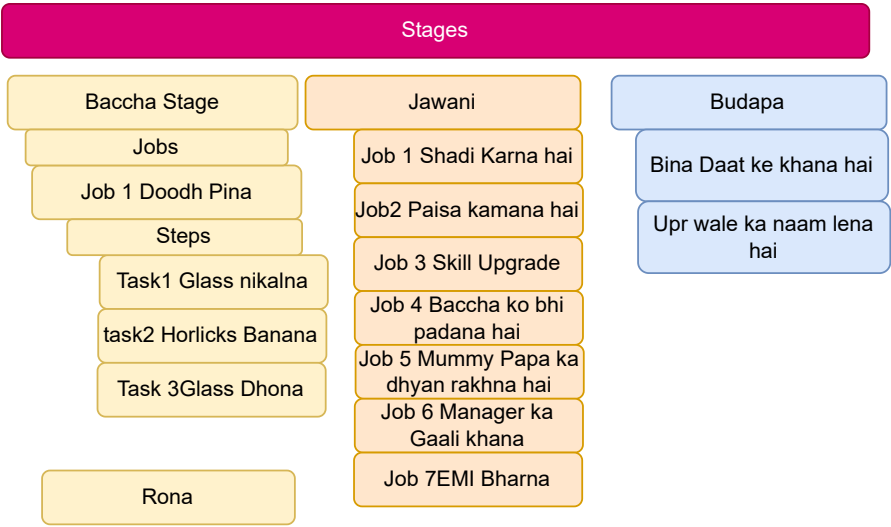 Stages
Baccha Stage
Jobs
Job 1 Doodh Pina
Steps
Task1 Glass nikalna
task2 Horlicks Banana
Task 3Glass Dhona
Rona
Jawani
Job 1 Shadi Karna hai
Job2 Paisa kamana hai
Job 3 Skill Upgrade
Job 4 Baccha ko bhi
padana hai
Job 5 Mummy Papa ka
dhyan rakhna hai
Job 6 Manager ka
Gaali khana
Job 7EMI Bharna
Budapa
Bina Daat ke khana hai
Upr wale ka naam lena
hai